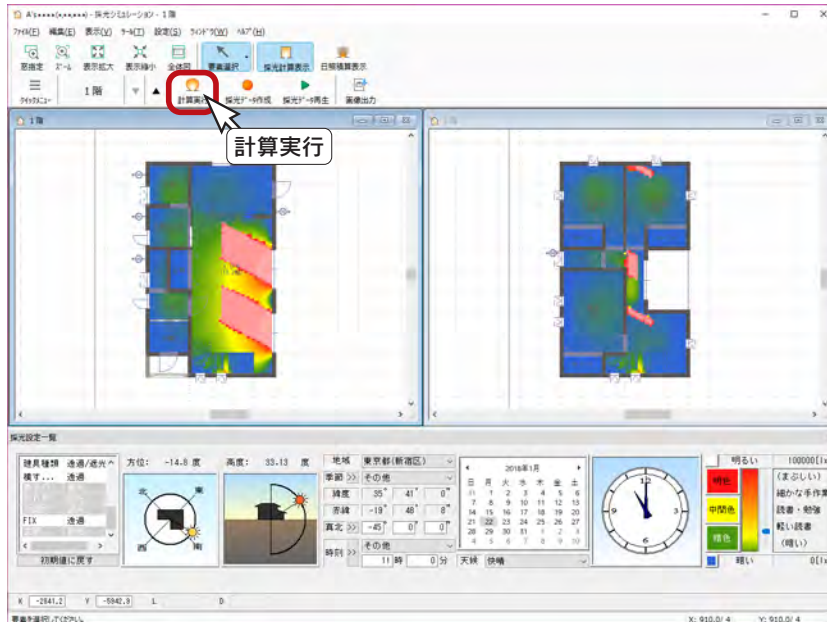 A's****(*,**,***) - 採光シミュレーション - 1階
ﾌｧｲﾙ(F) 編集(E) 表示(V) ﾂｰﾙ(T) 設定(S) ｳｨﾝﾄﾞｳ(W) ﾍﾙﾌﾟ(H)
窓指定 ｽﾞｰﾑ 表示拡大 表示縮小 全体図 要素選択 採光計算表示 日照積算表示
ｸｲｯｸﾒﾆｭｰ 1階 計算実行 採光ﾃﾞｰﾀ作成 採光ﾃﾞｰﾀ再生 画像出力
計算実行
1階
1階
採光設定一覧
建具種類 透過/遮光
横す... 透過
FIX 透過
初期値に戻す
方位: -14.8 度
北 東 西 南
高度: 33.13 度
地域 東京都(新宿区)
季節 >> その他
緯度 35° 41' 0"
赤緯 -19° 48' 8"
真北 >> -45° 0' 0"
時刻 >> その他
11 時 0 分
2018年1月
日 月 火 水 木 金 土
31 1 2 3 4 5 6
7 8 9 10 11 12 13
14 15 16 17 18 19 20
21 22 23 24 25 26 27
28 29 30 31 1 2 3
4 5 6 7 8 9 10
天候 快晴
12 3 6 9
明るい 100000[lx
明色 (まぶしい)
細かな手作業
中間色 読書・勉強
軽い読書
暗色 (暗い)
暗い 0[lx
X -2641.2 Y -5942.9 L D
要素を選択してください。 X: 910.0/ 4 Y: 910.0/ 4